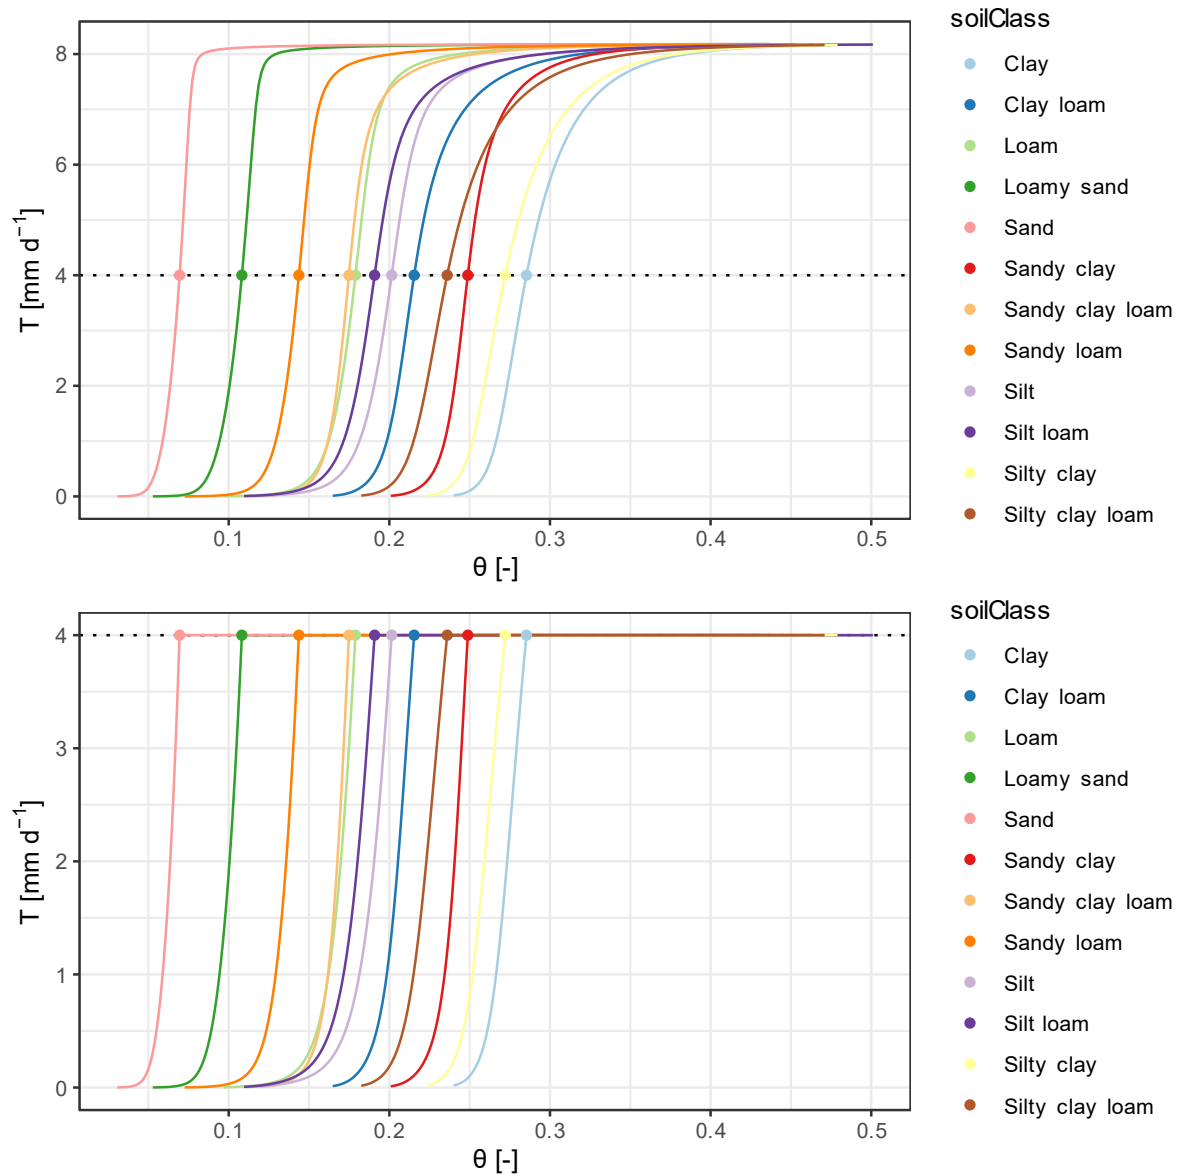 soilClass
8
6
4
2
0
T [mm d⁻¹]
0.1 0.2 0.3 0.4 0.5
θ [-]
Clay
Clay loam
Loam
Loamy sand
Sand
Sandy clay
Sandy clay loam
Sandy loam
Silt
Silt loam
Silty clay
Silty clay loam
soilClass
4
3
2
1
0
T [mm d⁻¹]
0.1 0.2 0.3 0.4 0.5
θ [-]
Clay
Clay loam
Loam
Loamy sand
Sand
Sandy clay
Sandy clay loam
Sandy loam
Silt
Silt loam
Silty clay
Silty clay loam